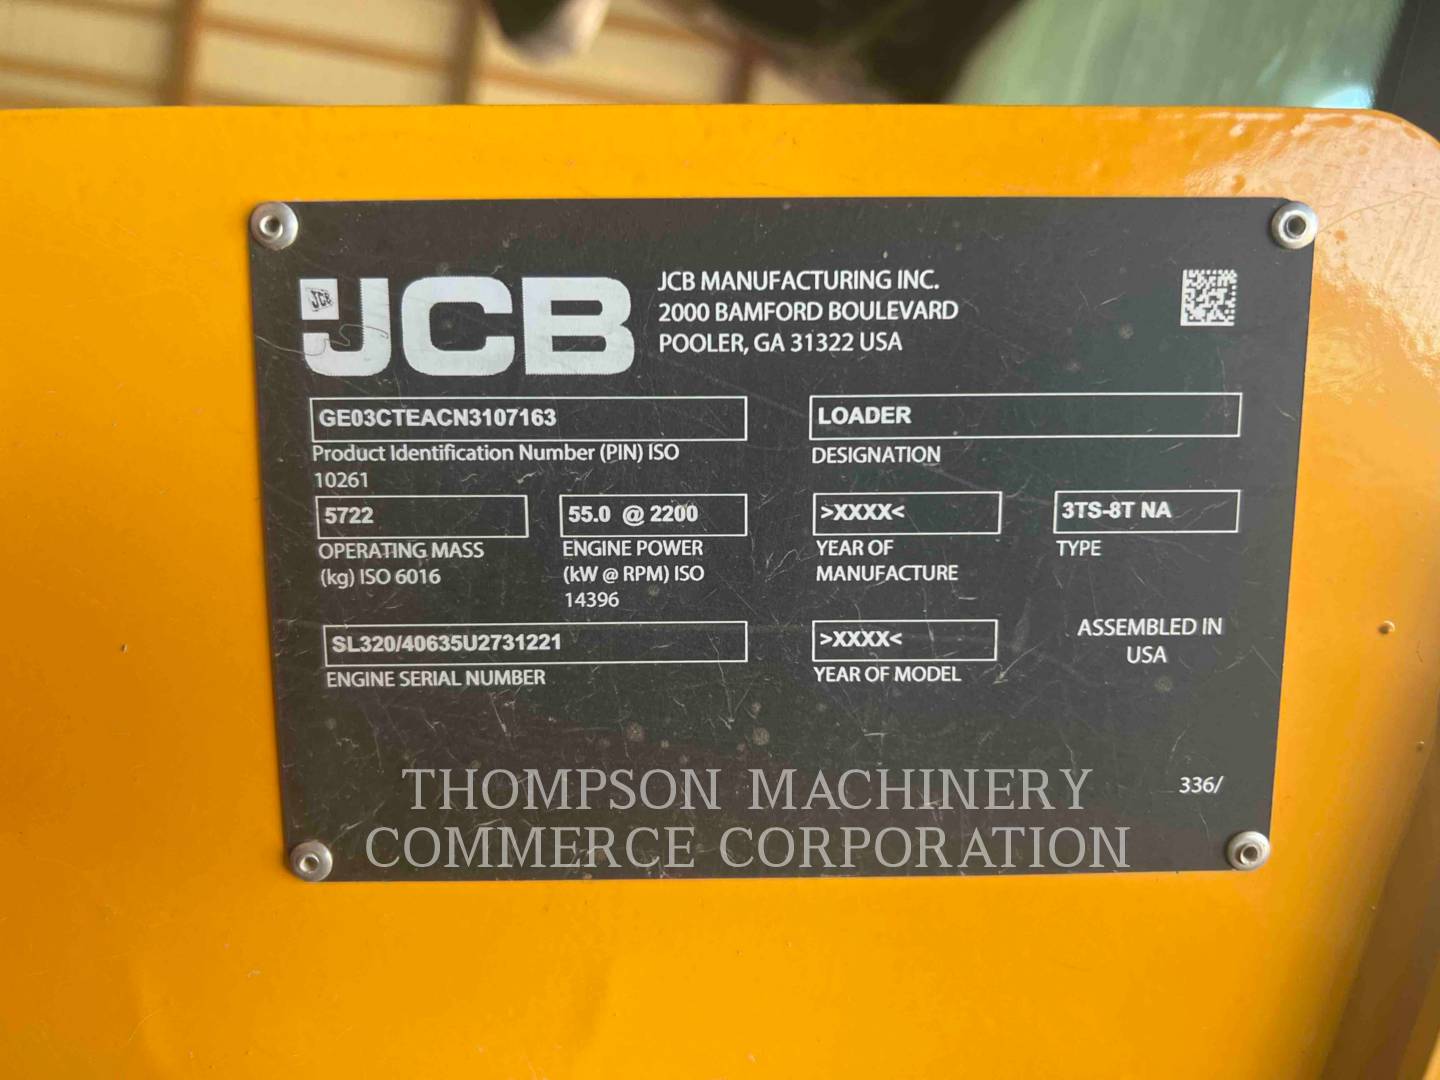 JCB
JCB
JCB MANUFACTURING INC.
2000 BAMFORD BOULEVARD
POOLER, GA 31322 USA
GE03CTEACN3107163
Product Identification Number (PIN) ISO
10261
LOADER
DESIGNATION
5722
OPERATING MASS
(kg) ISO 6016
55.0 @ 2200
ENGINE POWER
(kW @ RPM) ISO
14396
>XXXX<
YEAR OF
MANUFACTURE
3TS-8T NA
TYPE
SL320/40635U2731221
ENGINE SERIAL NUMBER
>XXXX<
YEAR OF MODEL
ASSEMBLED IN
USA
336/
THOMPSON MACHINERY
COMMERCE CORPORATION